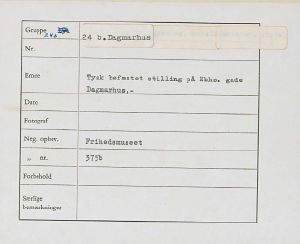 Gruppe 24 b. Dagmarhus
Nr.
Emne Tysk befæstet stilling på Kbhs. gade
Dagmarhus.-
Dato
Fotograf
Neg. opbev. Frihedsmuseet
„ nr. 375b
Forbehold
Særlige
bemærkninger